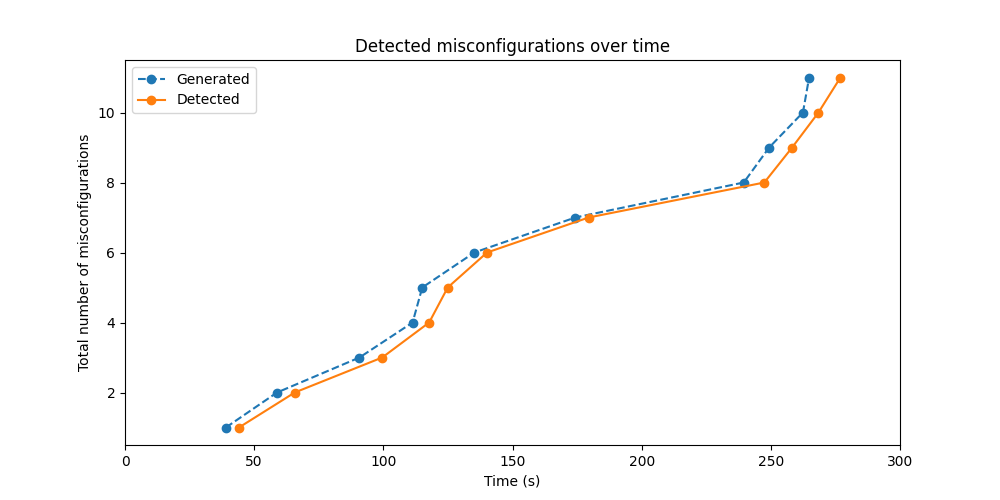 Detected misconfigurations over time
Generated
Detected
Total number of misconfigurations
10
8
6
4
2
0 50 100 150 200 250 300
Time (s)